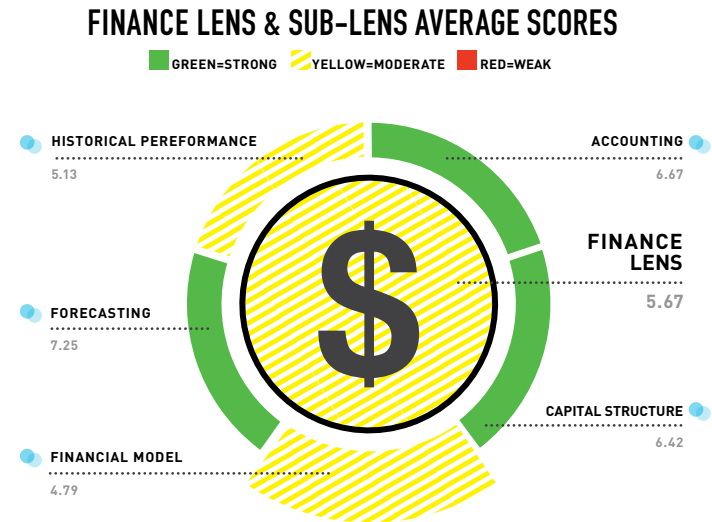 FINANCE LENS & SUB-LENS AVERAGE SCORES
GREEN=STRONG YELLOW=MODERATE RED=WEAK
HISTORICAL PEREFORMANCE
5.13
ACCOUNTING
6.67
FINANCE
LENS
5.67
FORECASTING
7.25
CAPITAL STRUCTURE
6.42
FINANCIAL MODEL
4.79
$